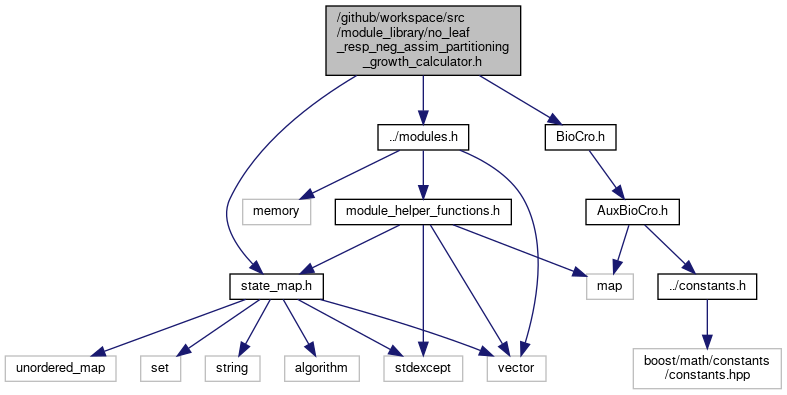 /github/workspace/src
/module_library/no_leaf
_resp_neg_assim_partitioning
_growth_calculator.h
../modules.h
BioCro.h
memory
module_helper_functions.h
AuxBioCro.h
state_map.h
map
../constants.h
unordered_map
set
string
algorithm
stdexcept
vector
boost/math/constants
/constants.hpp